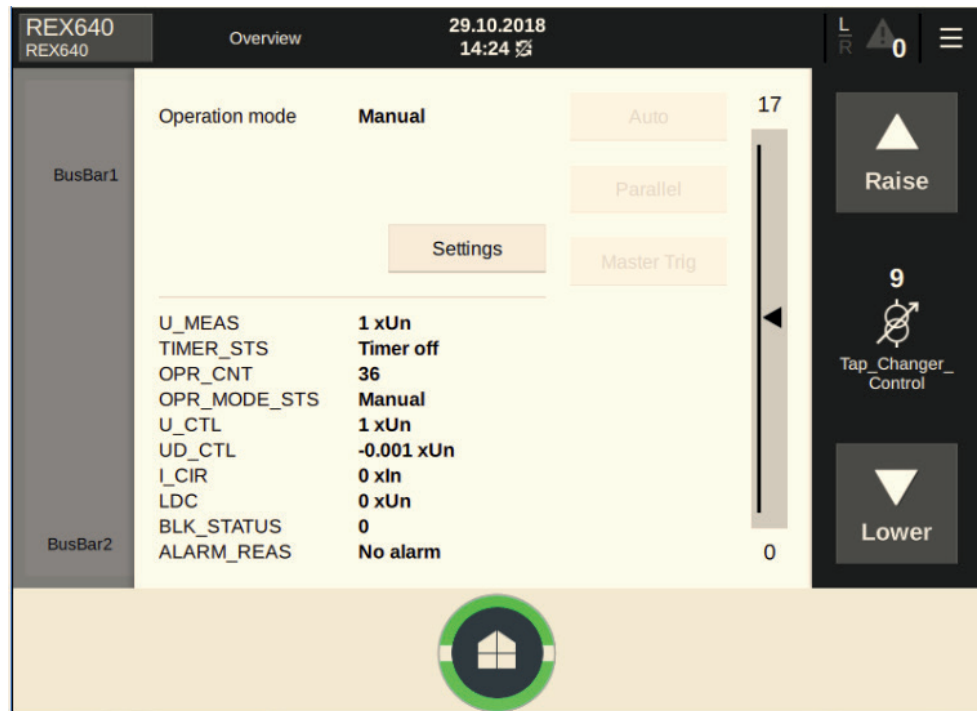 REX640
REX640
Overview
29.10.2018
14:24
L
R
0
Operation mode Manual
Auto
17
Raise
BusBar1
Parallel
Settings
Master Trig
9
U_MEAS 1 xUn
TIMER_STS Timer off
OPR_CNT 36
OPR_MODE_STS Manual
U_CTL 1 xUn
UD_CTL -0.001 xUn
I_CIR 0 xIn
LDC 0 xUn
BLK_STATUS 0
ALARM_REAS No alarm
Tap_Changer_
Control
BusBar2
0
Lower